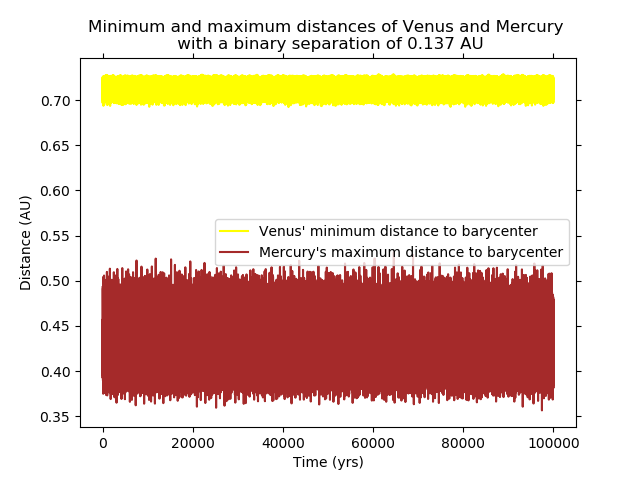 Minimum and maximum distances of Venus and Mercury
with a binary separation of 0.137 AU
0.70
0.65
0.60
0.55
0.50
0.45
0.40
0.35
Distance (AU)
Venus' minimum distance to barycenter
Mercury's maximum distance to barycenter
0 20000 40000 60000 80000 100000
Time (yrs)